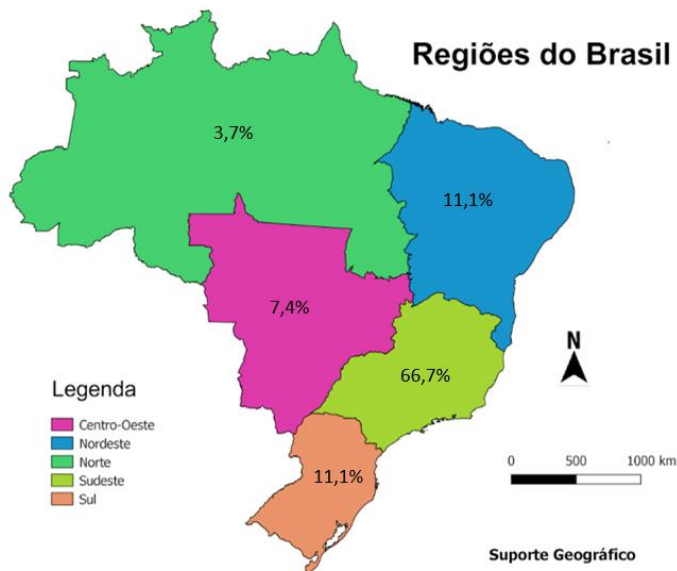 Regiões do Brasil
3,7%
11,1%
7,4%
66,7%
11,1%
N
Legenda
Centro-Oeste
Nordeste
Norte
Sudeste
Sul
0 500 1000 km
Suporte Geográfico